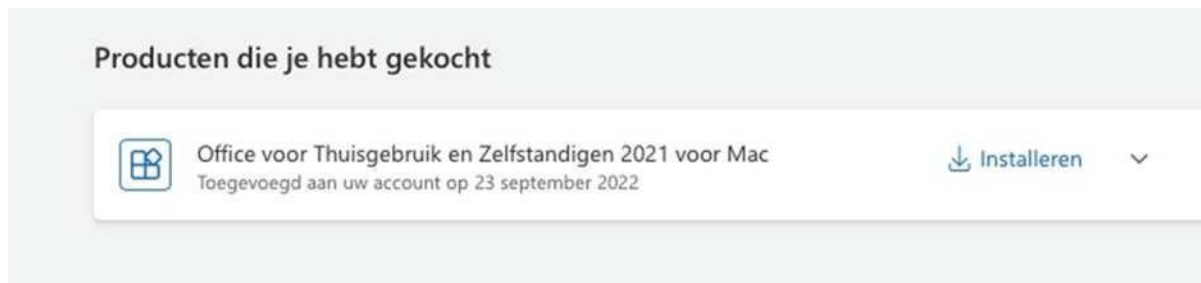 Producten die je hebt gekocht
Office voor Thuisgebruik en Zelfstandigen 2021 voor Mac
Toegevoegd aan uw account op 23 september 2022
Installeren